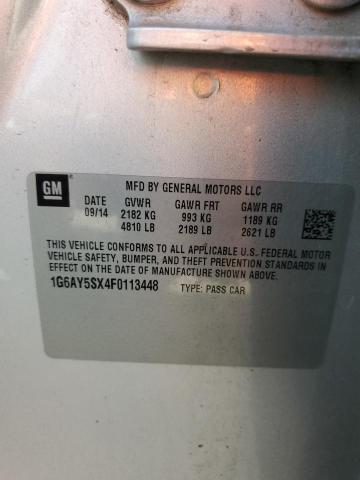 GM
MFD BY GENERAL MOTORS LLC
DATE GVWR GAWR FRT GAWR RR
09/14 2182 KG 993 KG 1189 KG
4810 LB 2189 LB 2621 LB
THIS VEHICLE CONFORMS TO ALL APPLICABLE U.S. FEDERAL MOTOR
VEHICLE SAFETY, BUMPER, AND THEFT PREVENTION STANDARDS IN
EFFECT ON THE DATE OF MANUFACTURE SHOWN ABOVE.
1G6AY5SX4F0113448 TYPE: PASS CAR